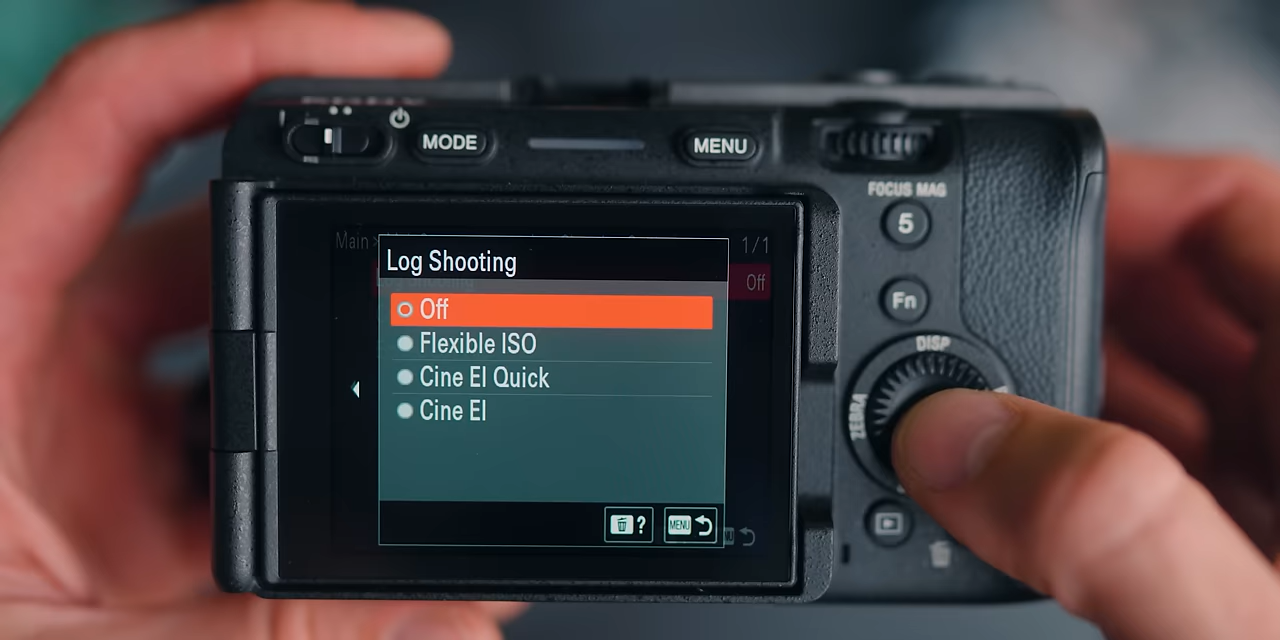 MODE
MENU
FOCUS MAG
5
Fn
DISP
ZEBRA
Main >
1/1
Off
Log Shooting
Off
Flexible ISO
Cine EI Quick
Cine EI
?
MENU